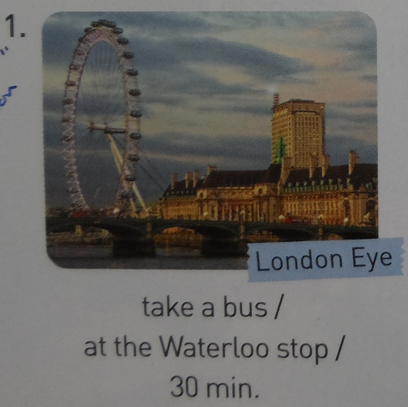 1.
London Eye
take a bus /
at the Waterloo stop /
30 min.